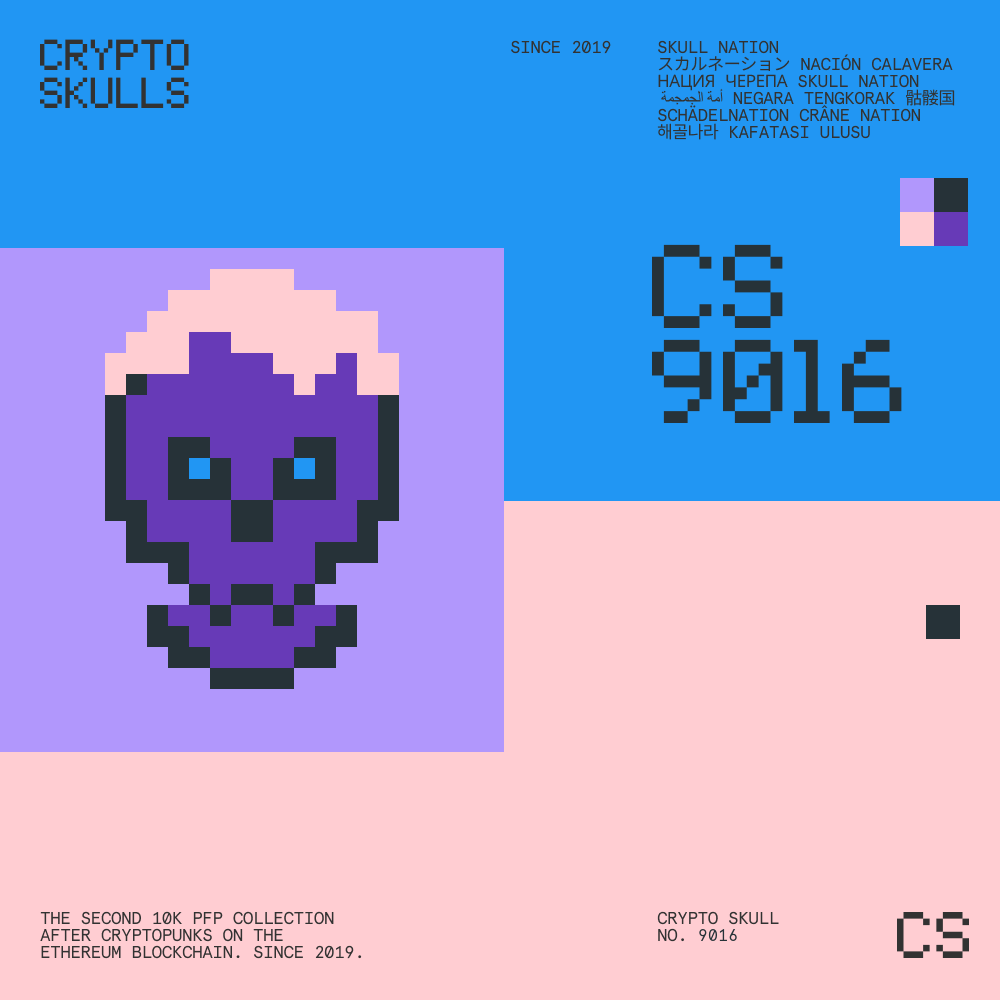 CRYPTO
SKULLS
SINCE 2019
SKULL NATION
スカルネーション NACIÓN CALAVERA
НАЦИЯ ЧЕРЕПА SKULL NATION
أمة الجمجمة NEGARA TENGKORAK 骷髅国
SCHÄDELNATION CRÂNE NATION
해골나라 KAFATASI ULUSU
CS
9016
THE SECOND 10K PFP COLLECTION
AFTER CRYPTOPUNKS ON THE
ETHEREUM BLOCKCHAIN. SINCE 2019.
CRYPTO SKULL
NO. 9016
CS